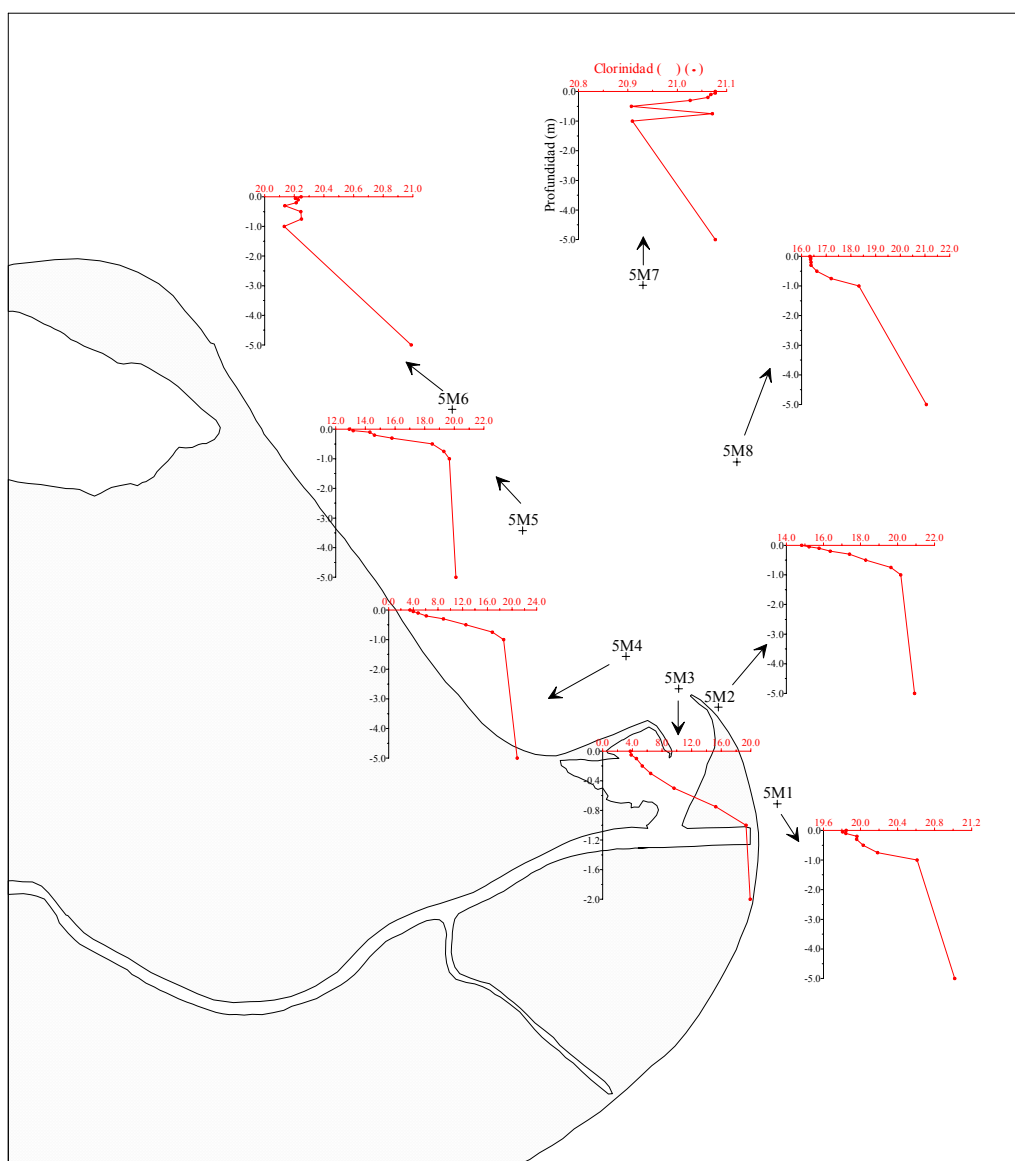 Clorinidad ( ) (•)
20.8 20.9 21.0 21.1
0.0
-1.0
-2.0
-3.0
-4.0
-5.0
Profundidad (m)
5M7
20.0 20.2 20.4 20.6 20.8 21.0
0.0
-1.0
-2.0
-3.0
-4.0
-5.0
5M6
16.0 17.0 18.0 19.0 20.0 21.0 22.0
0.0
-1.0
-2.0
-3.0
-4.0
-5.0
5M8
12.0 14.0 16.0 18.0 20.0 22.0
0.0
-1.0
-2.0
-3.0
-4.0
-5.0
5M5
14.0 16.0 18.0 20.0 22.0
0.0
-1.0
-2.0
-3.0
-4.0
-5.0
5M2
0.0 4.0 8.0 12.0 16.0 20.0 24.0
0.0
-1.0
-2.0
-3.0
-4.0
-5.0
5M4
5M3
0.0 4.0 8.0 12.0 16.0 20.0
0.0
-0.4
-0.8
-1.2
-1.6
-2.0
5M1
19.6 20.0 20.4 20.8 21.2
0.0
-1.0
-2.0
-3.0
-4.0
-5.0